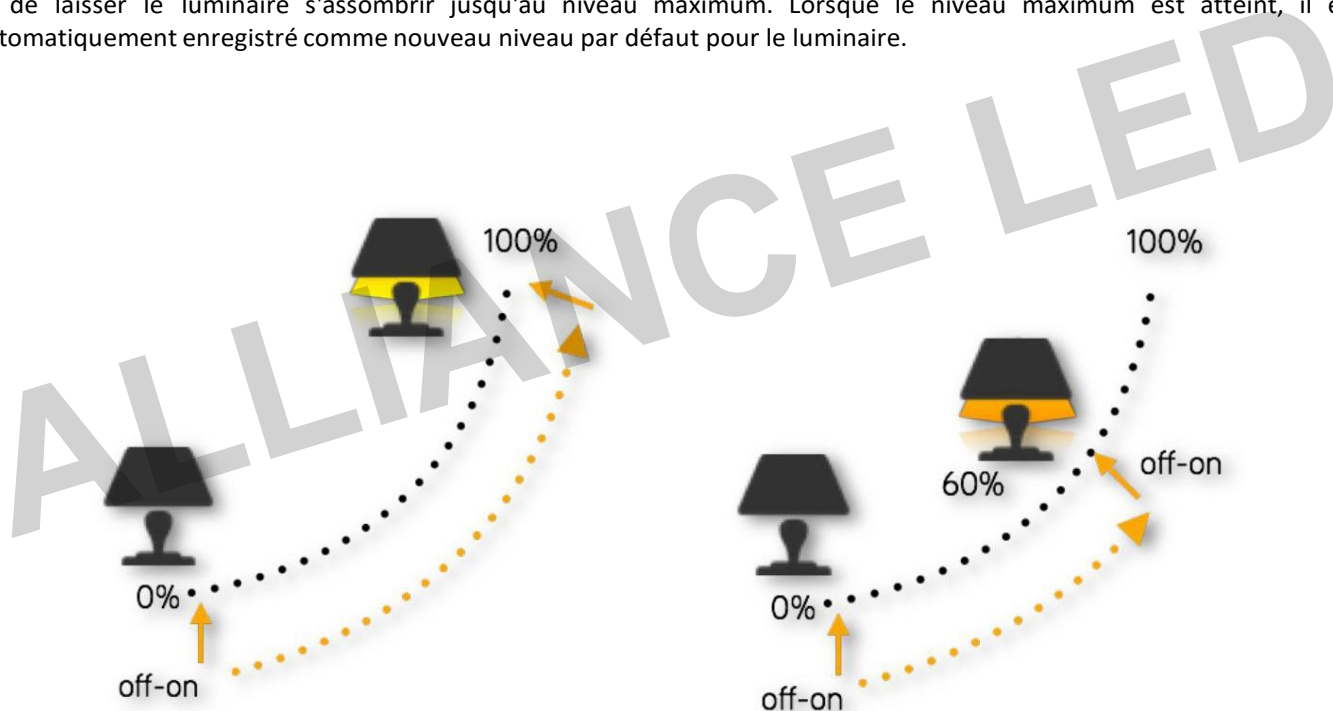 de laisser le luminaire s'assombrir jusqu'au niveau maximum. Lorsque le niveau maximum est atteint, il
enregistré comme nouveau niveau par défaut pour le luminaire.
ALLIANCE LED
100%
100%
60%
off-on
0%
0%
off-on
off-on